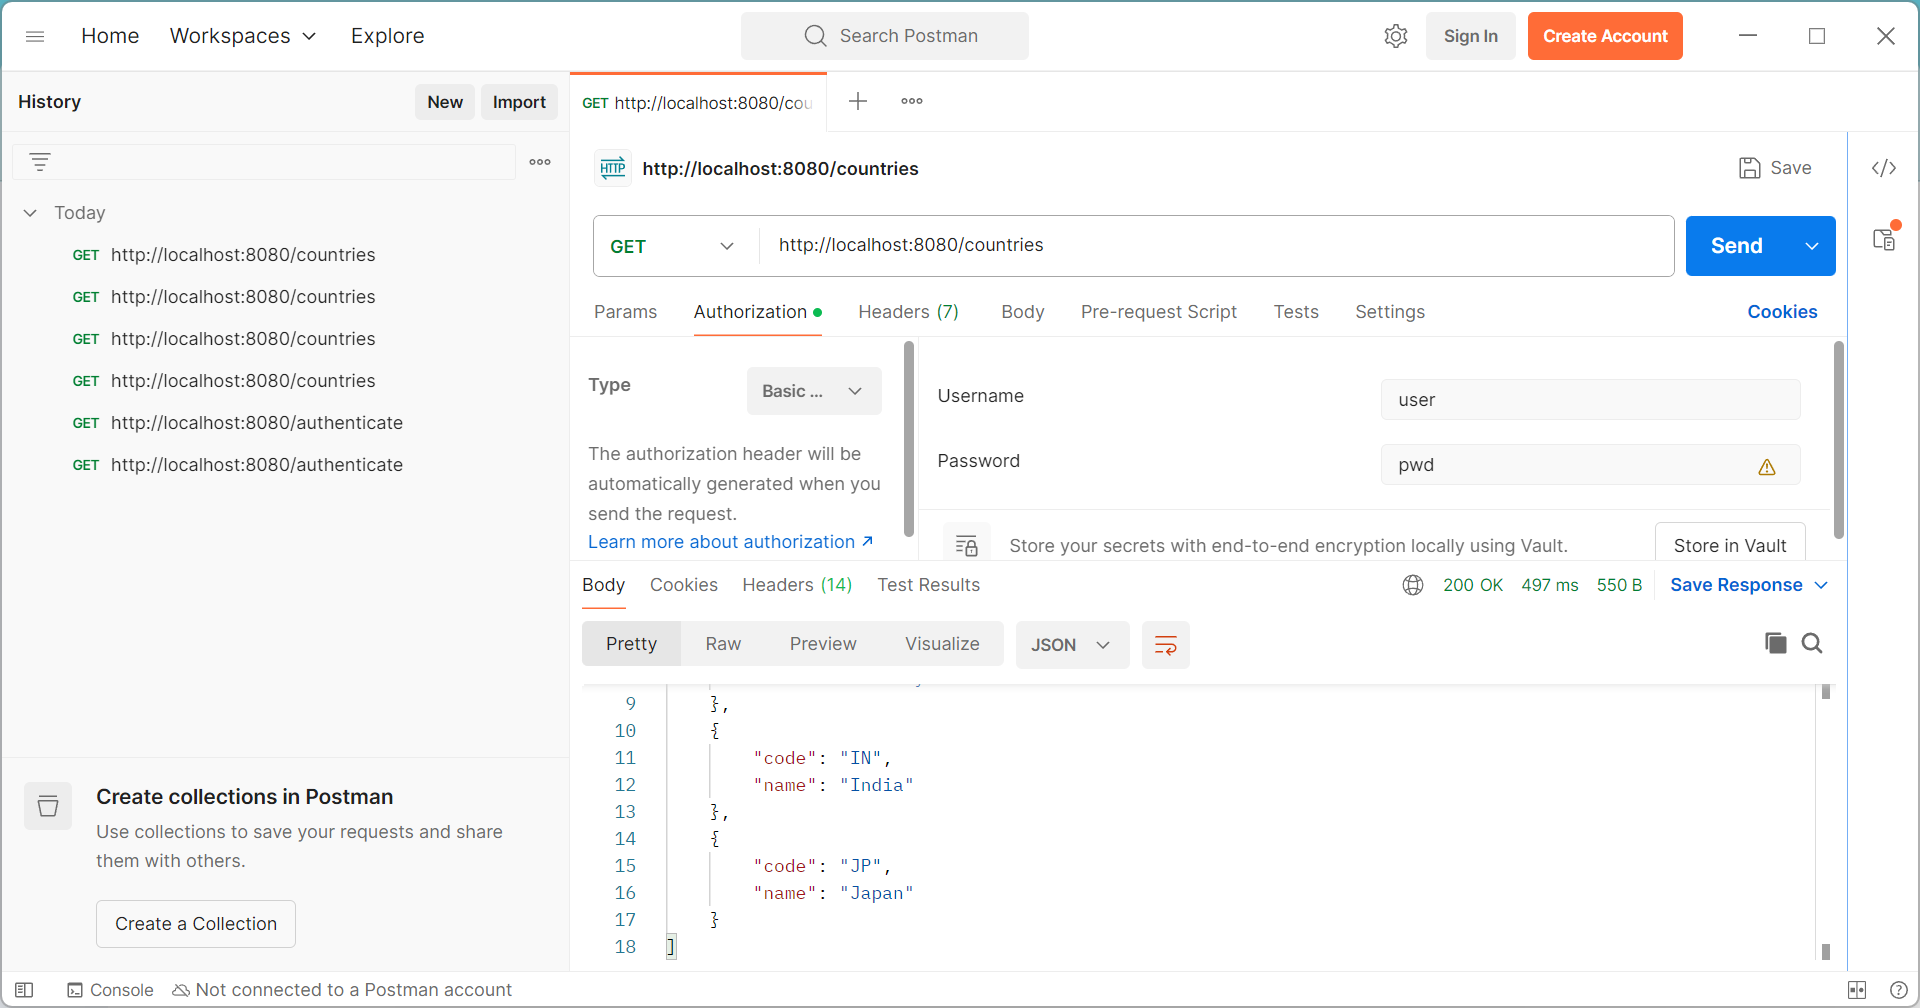 Home Workspaces Explore Search Postman Sign In Create Account
History New Import
GET http://localhost:8080/cou
http://localhost:8080/countries Save
Today
GET http://localhost:8080/countries
GET http://localhost:8080/countries
GET http://localhost:8080/countries
GET http://localhost:8080/countries
GET http://localhost:8080/authenticate
GET http://localhost:8080/authenticate
GET http://localhost:8080/countries Send
Params Authorization Headers (7) Body Pre-request Script Tests Settings Cookies
Type Basic ...
The authorization header will be
automatically generated when you
send the request.
Learn more about authorization ↗
Username user
Password pwd
Store your secrets with end-to-end encryption locally using Vault. Store in Vault
Body Cookies Headers (14) Test Results 200 OK 497 ms 550 B Save Response
Pretty Raw Preview Visualize JSON
9 },
10 {
11 "code": "IN",
12 "name": "India"
13 },
14 {
15 "code": "JP",
16 "name": "Japan"
17 }
18 ]
Create collections in Postman
Use collections to save your requests and share
them with others.
Create a Collection
Console Not connected to a Postman account